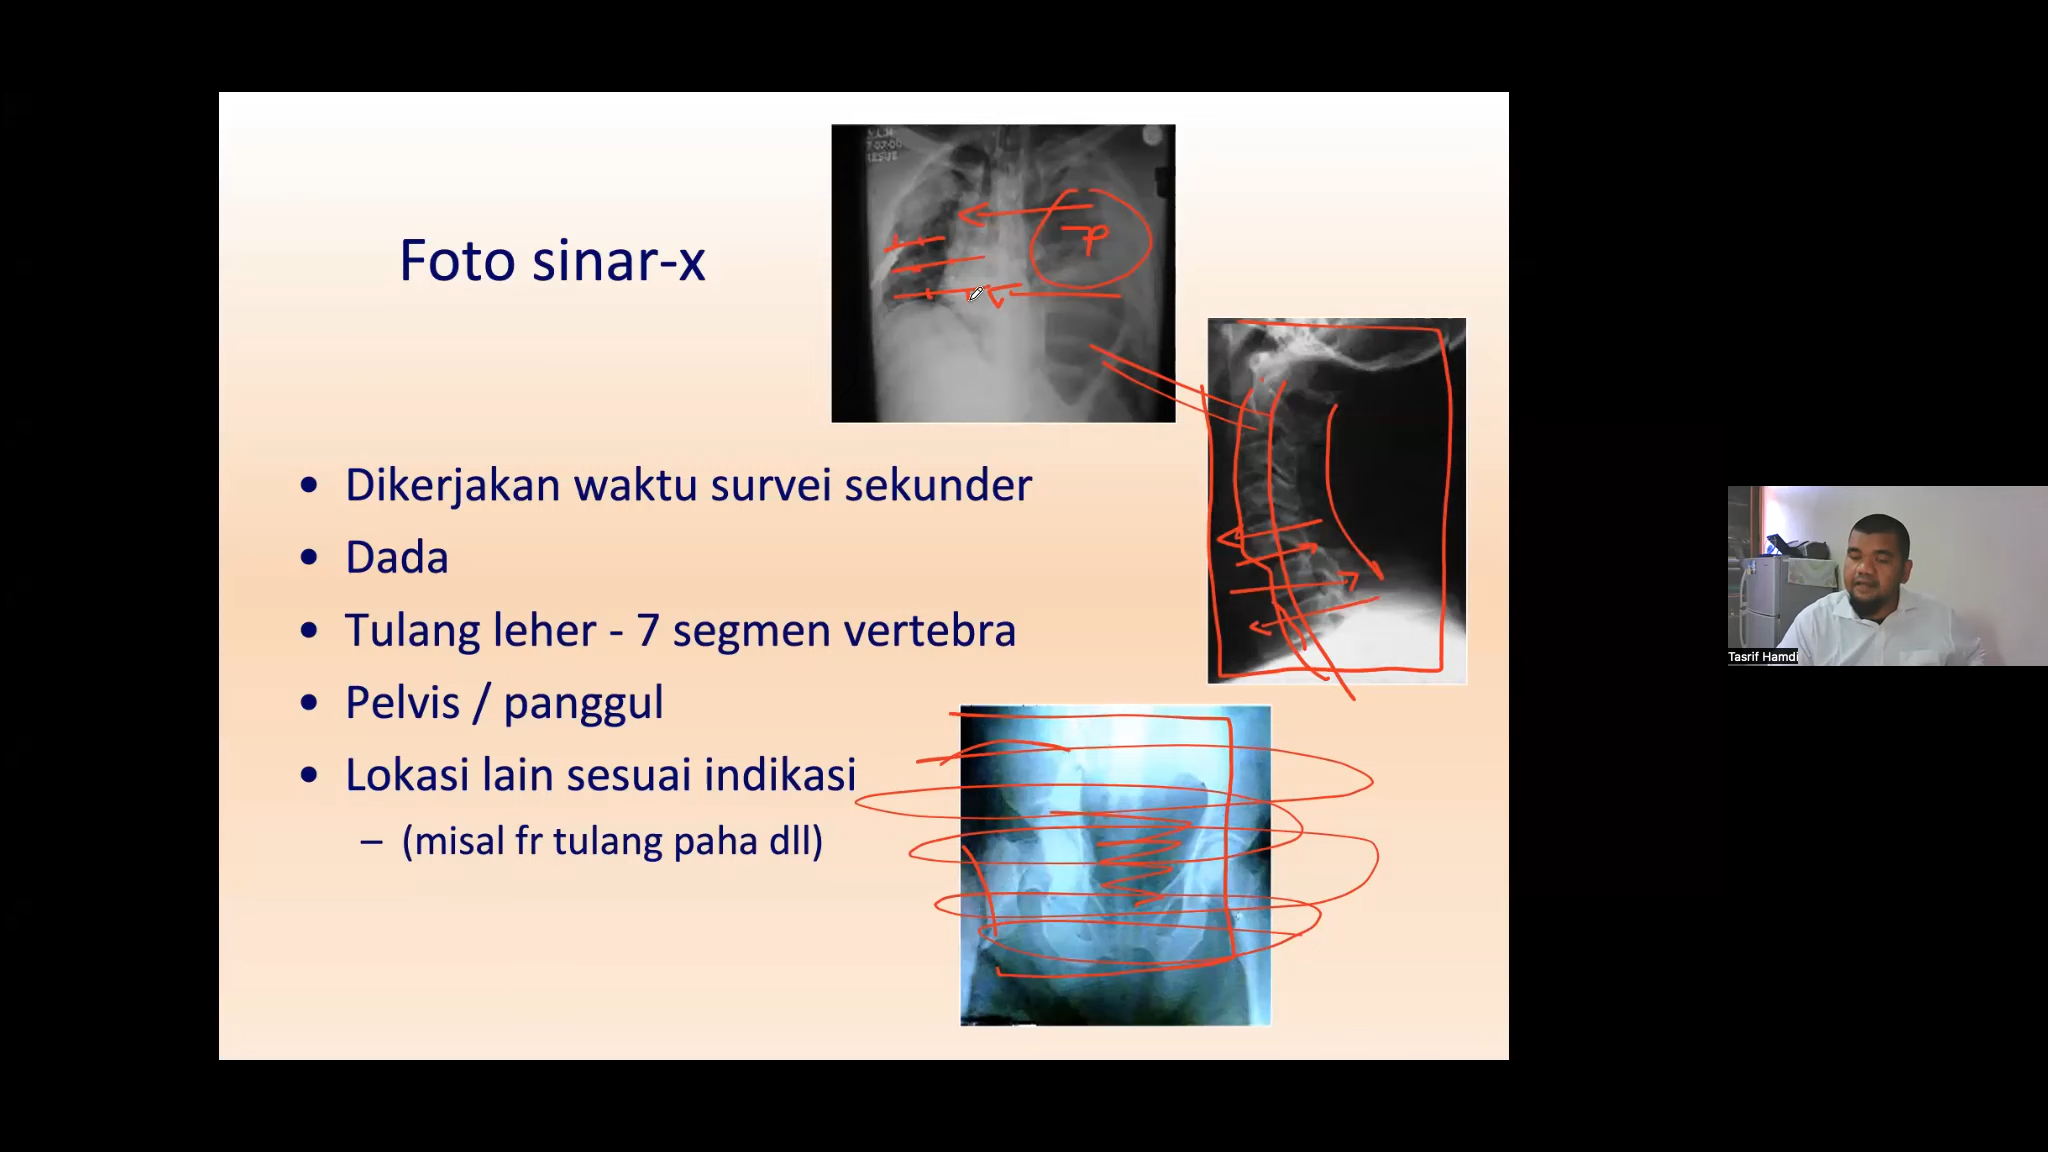 Foto sinar-x
• Dikerjakan waktu survei sekunder
• Dada
• Tulang leher - 7 segmen vertebra
• Pelvis / panggul
• Lokasi lain sesuai indikasi
– (misal fr tulang paha dll)
Tasrif Hamdi